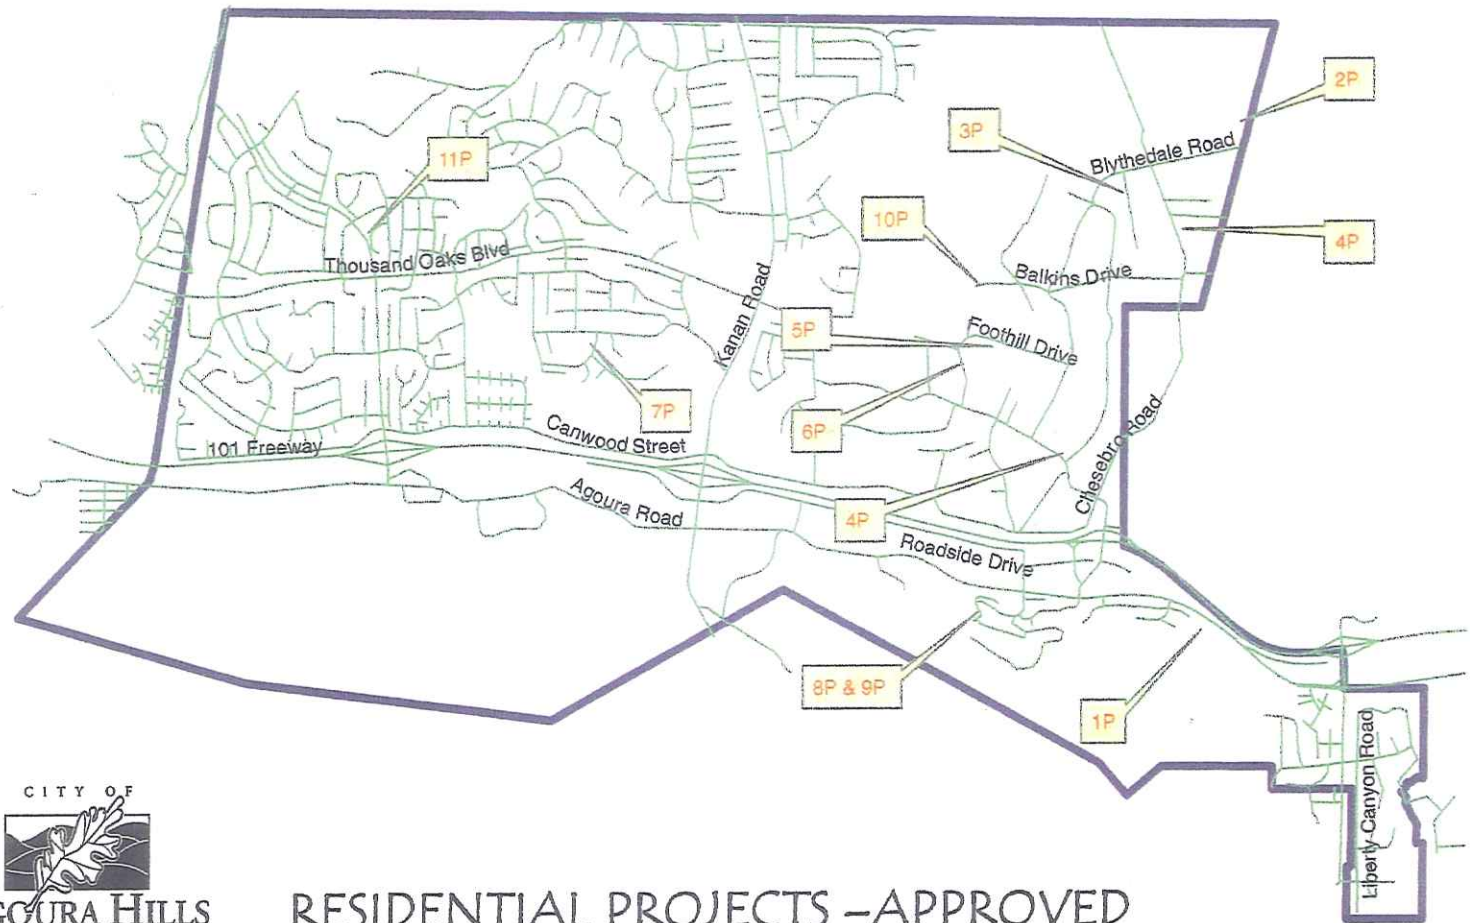 2P
3P
Blythedale Road
11P
10P
4P
Thousand Oaks Blvd
Balkins Drive
Kanan Road
5P
Foothill Drive
7P
6P
Canwood Street
101 Freeway
Chesebro Road
Agoura Road
4P
Roadside Drive
8P & 9P
1P
Liberty Canyon Road
CITY OF
GOURA HILLS
RESIDENTIAL PROJECTS –APPROVED